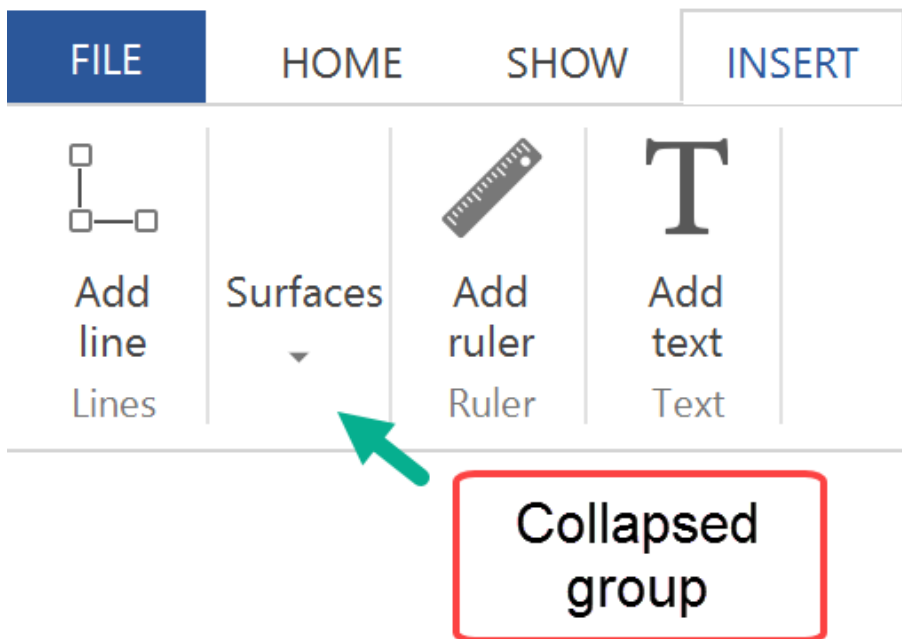 FILE HOME SHOW INSERT
Add Surfaces Add Add
line ruler text
Lines Ruler Text
Collapsed
group